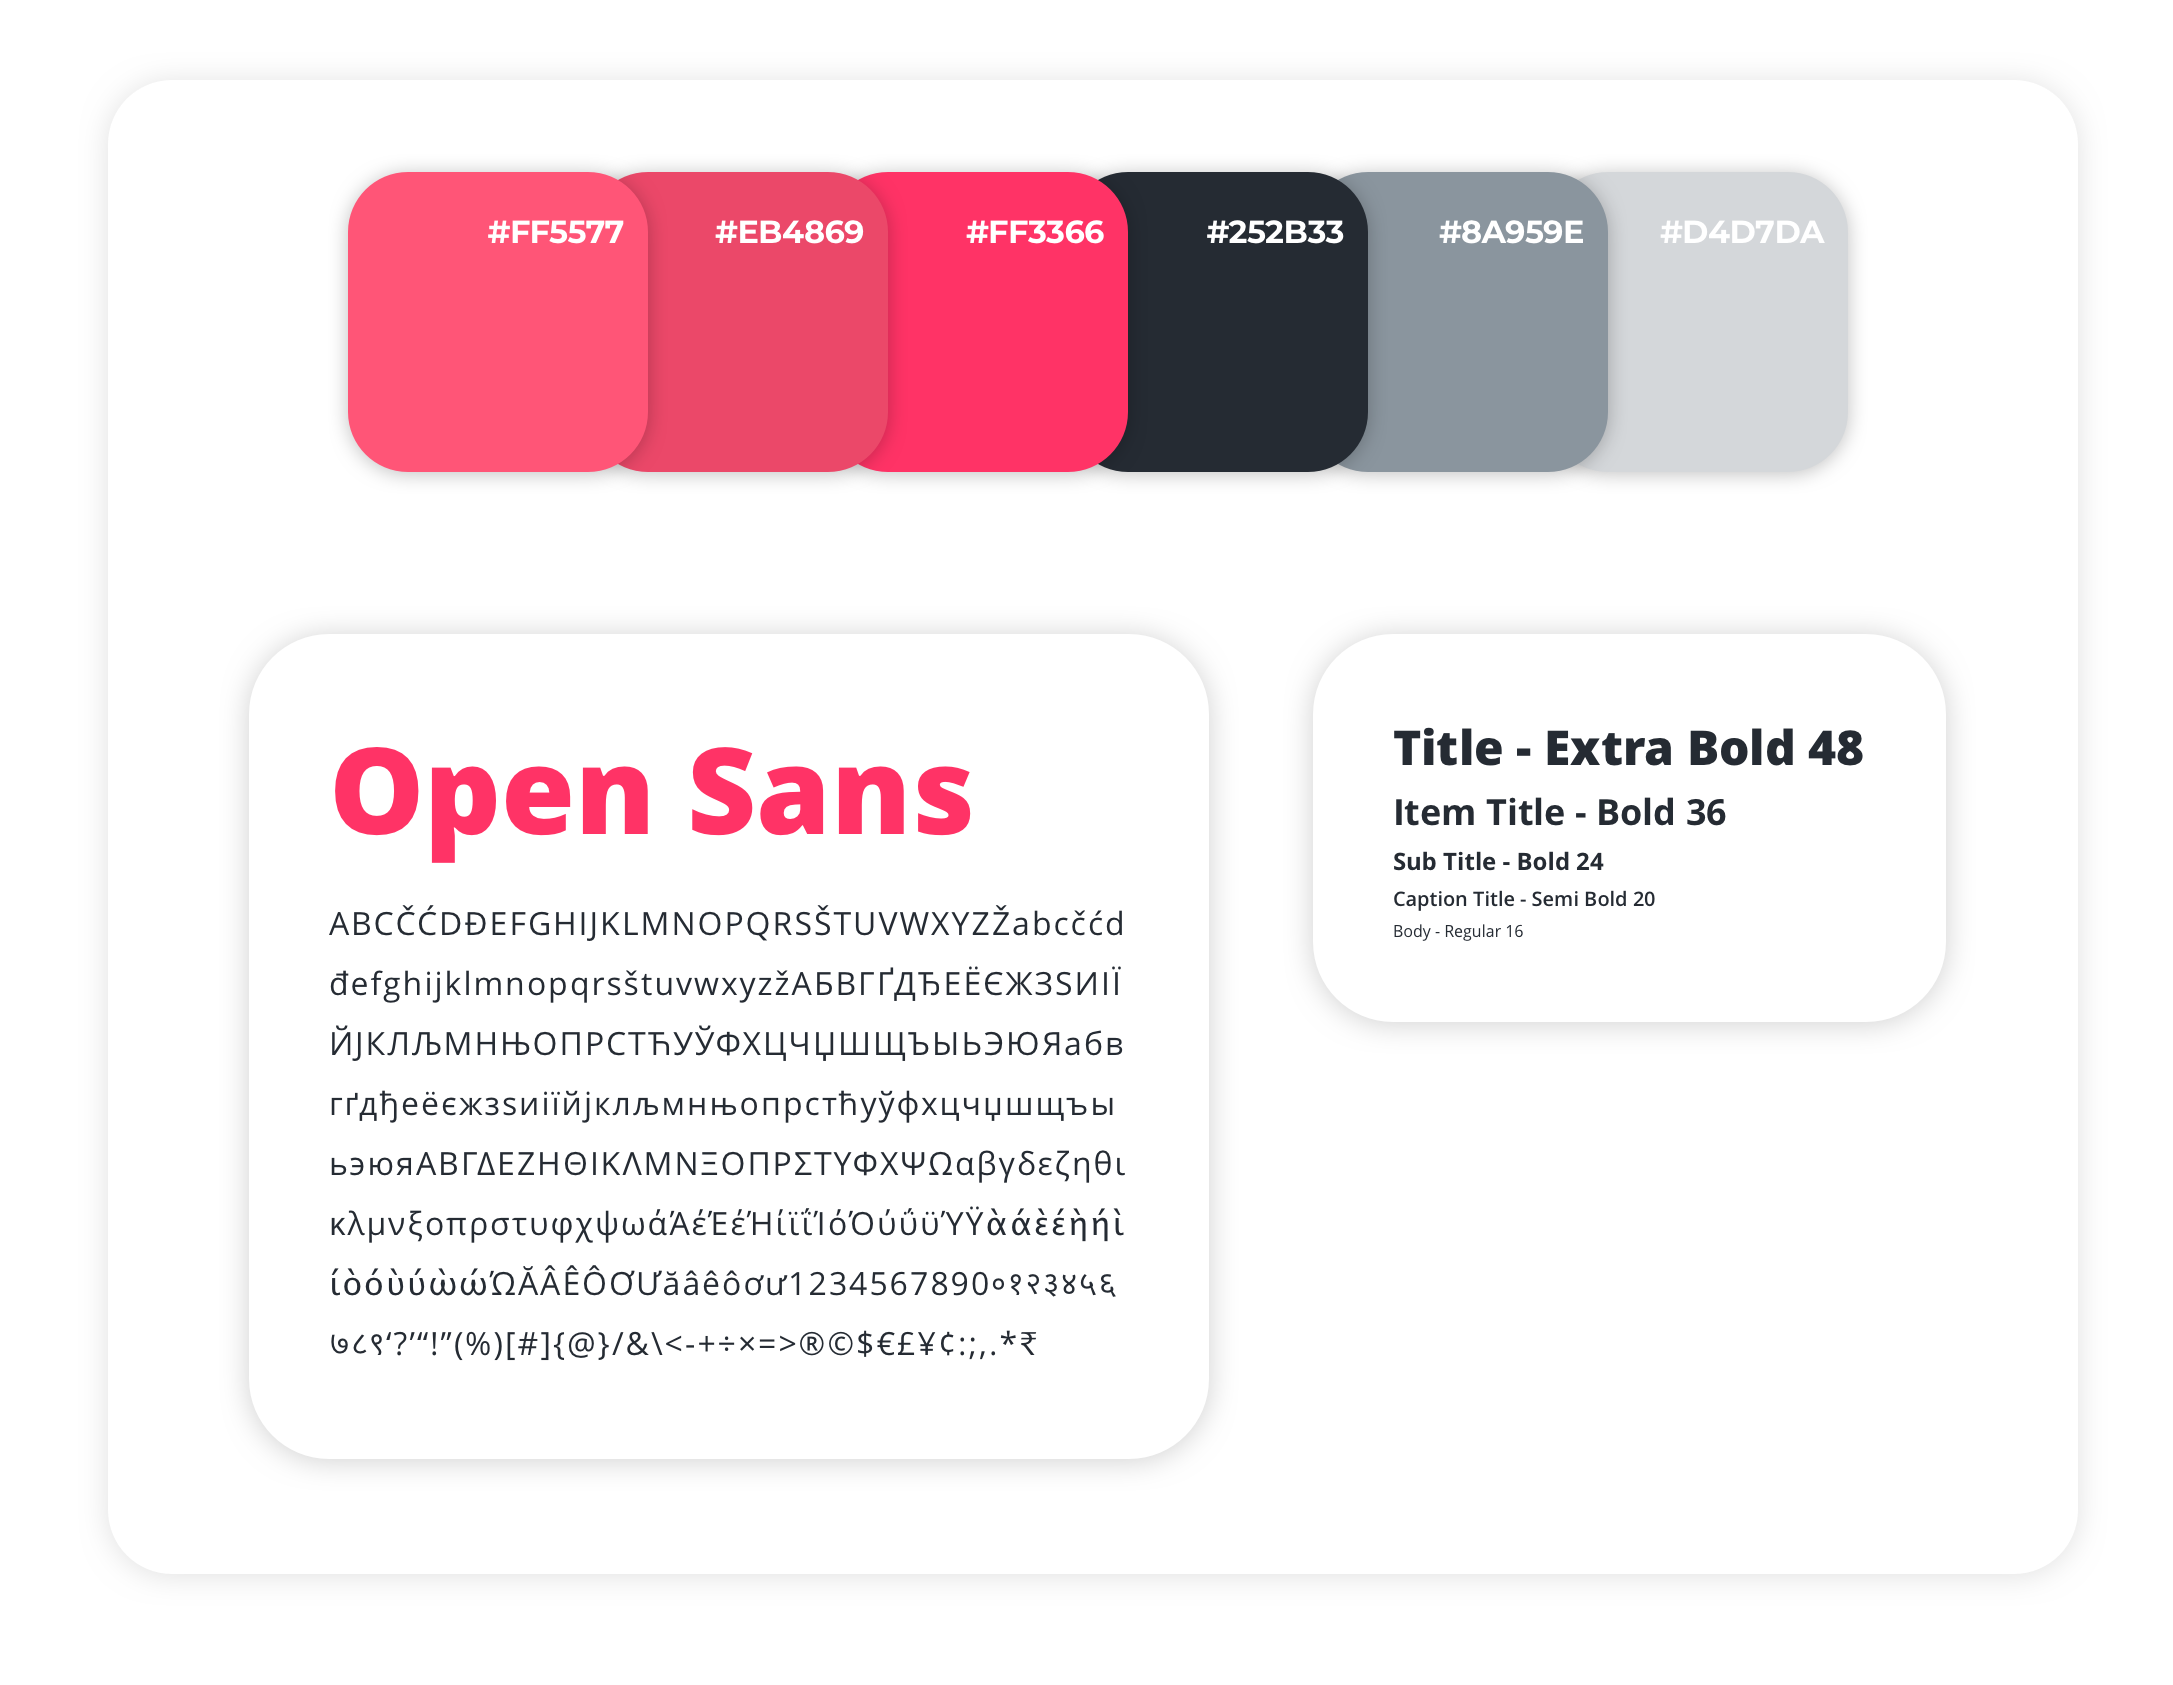 #FF5577 #EB4869 #FF3366 #252B33 #8A959E #D4D7DA
Open Sans
ABCČĆDĐEFGHIJKLMNOPQRSŠTUVWXYZŽabcčćd
đefghijklmnopqrsštuvwxyzžАБВГҐДЂЕЁЄЖЗЅИІЇ
ЙЈКЛЉМНЊОПРСТЋУЎФХЦЧЏШЩЪЫЬЭЮЯабв
гґдђеёєжзѕиіїйјклљмнњопрстћуўфхцчџшщъы
ьэюяΑΒΓΔΕΖΗΘΙΚΛΜΝΞΟΠΡΣΤΥΦΧΨΩαβγδεζηθι
κλμνξοπρστυφχψωάΆέΈέΉίϊΐΊόΌύΰϋΎΫὰάὲέὴήὶ
ίὸόὺύὼώΏĂÂÊÔƠƯăâêôơư1234567890०१२३४५६
७८९‘?’“!”(%)[#]{@}/&\<-+÷×=>®©$€£¥¢:;,.*₹
Title - Extra Bold 48
Item Title - Bold 36
Sub Title - Bold 24
Caption Title - Semi Bold 20
Body - Regular 16